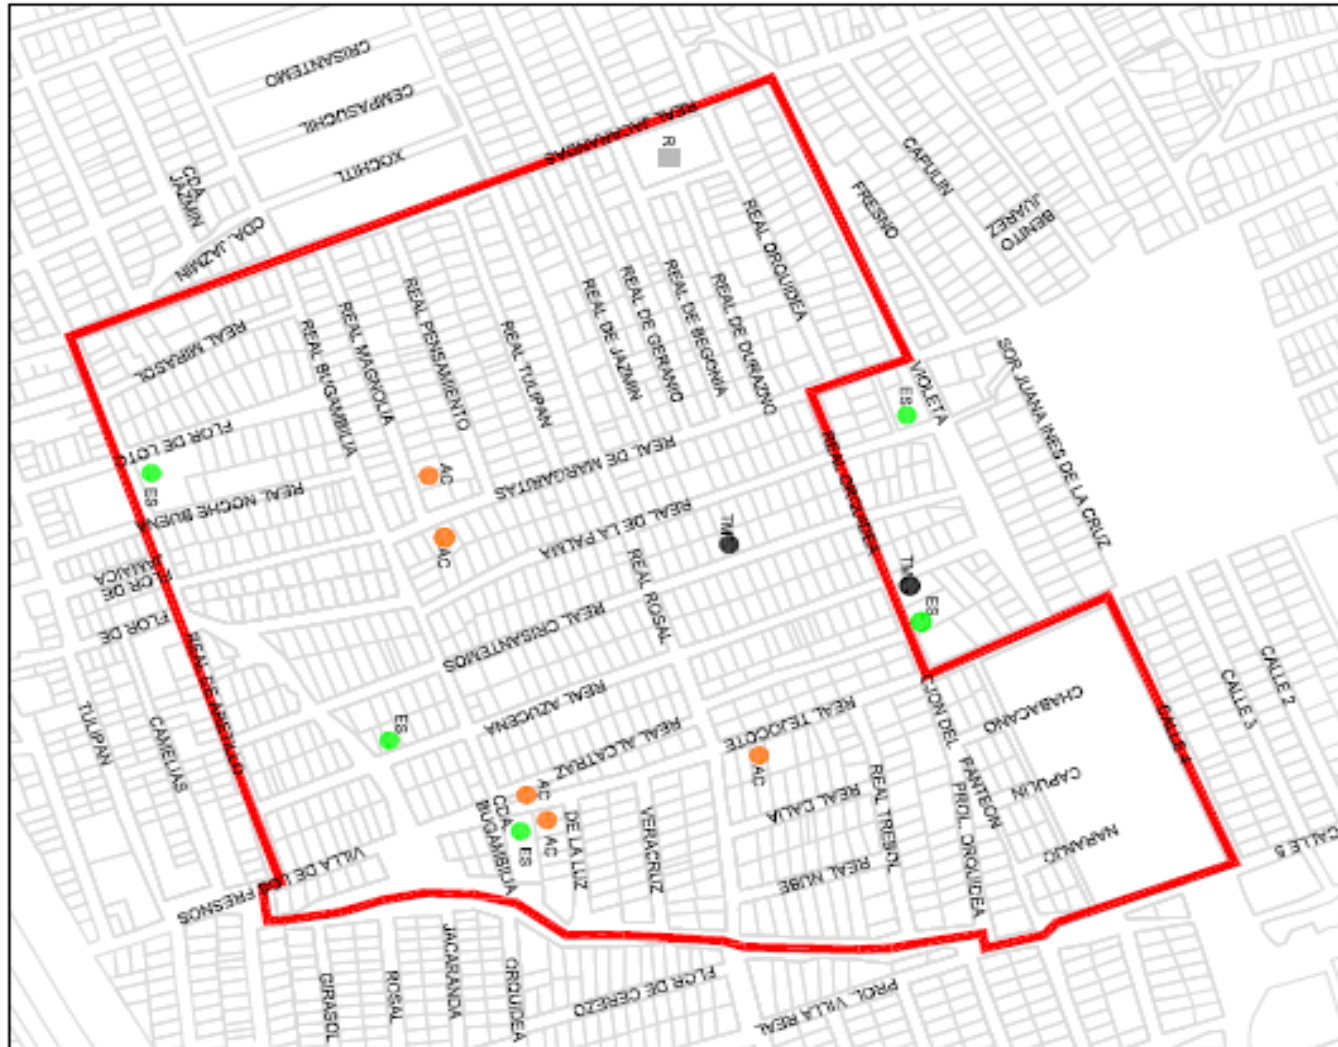 CRISANTEMO
CEMPASUCHIL
XOCHITL
CDA.
JAZMIN
CDA. JAZMIN
REAL JACARANDAS
R
CAPULIN
FRESNO
BENITO
JUAREZ
REAL ORQUIDEA
REAL DE DURAZNO
REAL DE BEGONIA
REAL DE GERANIO
REAL DE JAZMIN
REAL TULIPAN
REAL PENSAMIENTO
REAL MAGNOLIA
REAL BUGAMBILIA
REAL MIRASOL
FLOR DE LOTO
ES
REAL NOCHE BUENA
AC
AC
REAL DE MARGARITAS
REAL DE LA PALMA
TM
VIOLETA
ES
SOR JUANA INES DE LA CRUZ
TM
ES
FLOR DE
JAMAICA
FLOR DE
REAL ROSAL
REAL CRISANTEMOS
REAL AZUCENA
REAL ALCATRAZ
ES
TULIPAN
CAMELIAS
REAL TEJOCOTE
AC
REAL DALIA
REAL TRESOL
REAL NUBE
PANTEON
PROL. ORQUIDEA
CHABACANO
CAPULIN
NARANJO
CALLE 4
CALLE 3
CALLE 2
CALLE 5
AC
AC
ES
CDA.
BUGAMBILIA
DE LA LUZ
VERACRUZ
VILLA DE LOS FRESNOS
GIRASOL
ROSAL
JACARANDA
ORQUIDEA
FLOR DE CEREZO
PROL. VILLA REAL